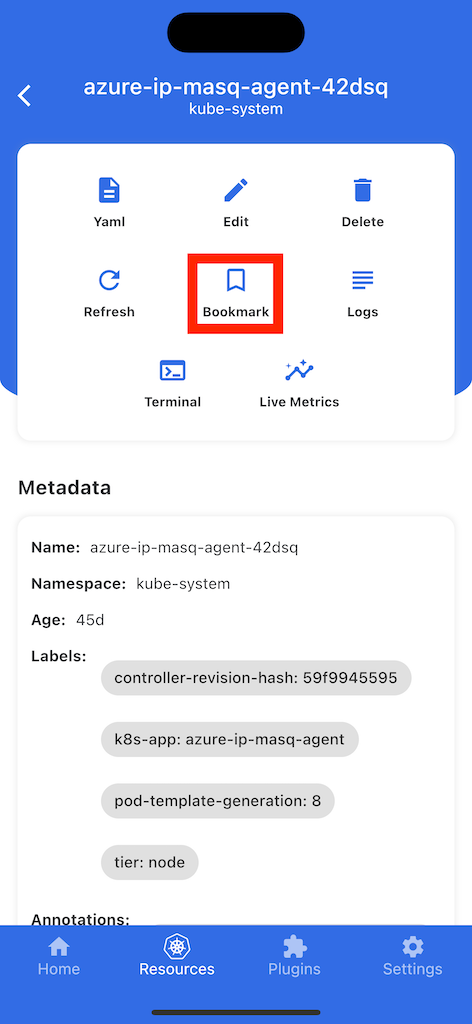 azure-ip-masq-agent-42dsq
kube-system
Yaml
Edit
Delete
Refresh
Bookmark
Logs
Terminal
Live Metrics
Metadata
Name: azure-ip-masq-agent-42dsq
Namespace: kube-system
Age: 45d
Labels:
controller-revision-hash: 59f9945595
k8s-app: azure-ip-masq-agent
pod-template-generation: 8
tier: node
Annotations:
Home
Resources
Plugins
Settings